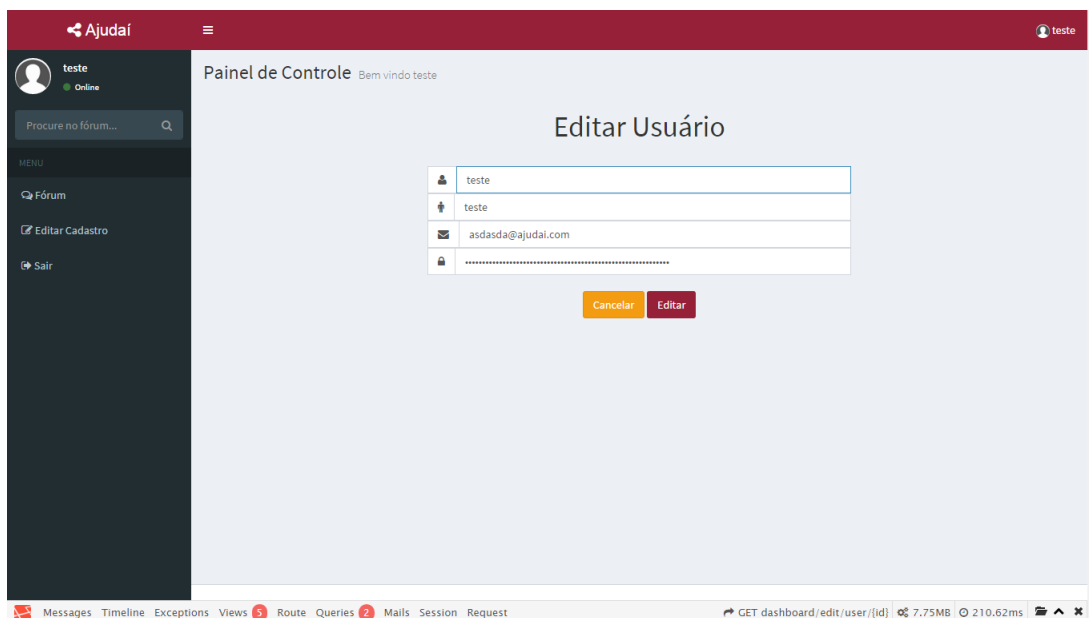 Ajudaí
teste
teste
Online
Painel de Controle Bem vindo teste
Procure no fórum...
MENU
Fórum
Editar Cadastro
Sair
Editar Usuário
teste
teste
asdasda@ajudai.com
Cancelar Editar
Messages Timeline Exceptions Views 5 Route Queries 2 Mails Session Request GET dashboard/edit/user/{id} 7.75MB 210.62ms